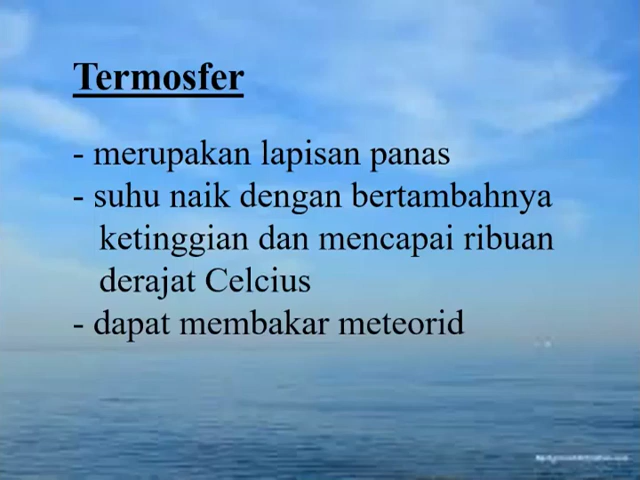 Termosfer
- merupakan lapisan panas
- suhu naik dengan bertambahnya
ketinggian dan mencapai ribuan
derajat Celcius
- dapat membakar meteorid